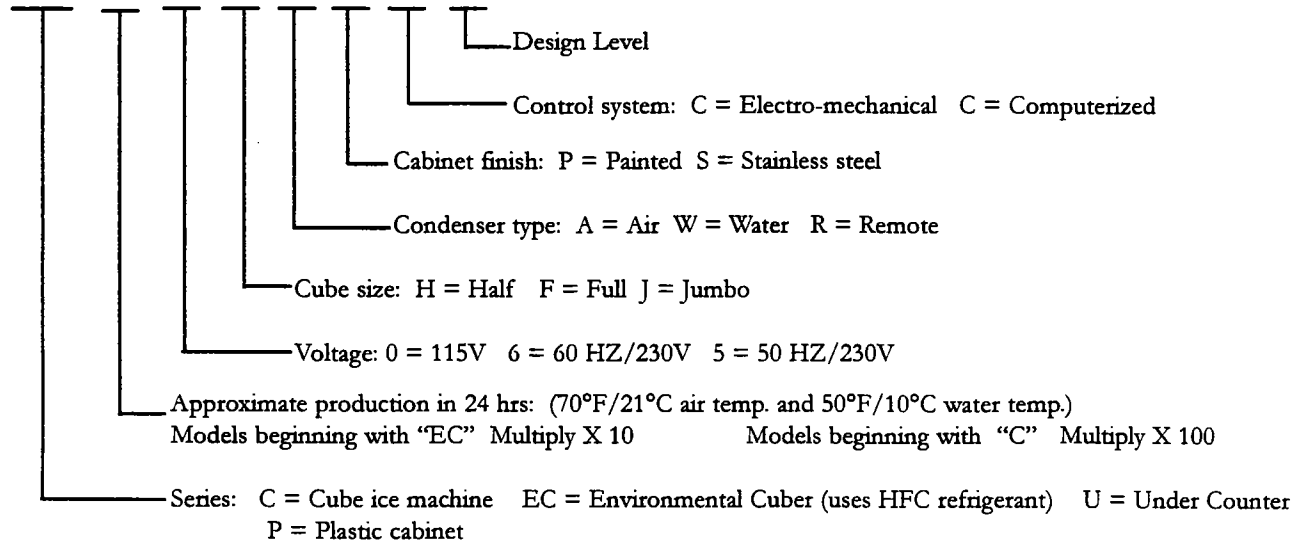 Design Level
Control system: C = Electro-mechanical C = Computerized
Cabinet finish: P = Painted S = Stainless steel
Condenser type: A = Air W = Water R = Remote
Cube size: H = Half F = Full J = Jumbo
Voltage: 0 = 115V 6 = 60 HZ/230V 5 = 50 HZ/230V
Approximate production in 24 hrs: (70°F/21°C air temp. and 50°F/10°C water temp.)
Models beginning with “EC” Multiply X 10 Models beginning with “C” Multiply X 100
Series: C = Cube ice machine EC = Environmental Cuber (uses HFC refrigerant) U = Under Counter
P = Plastic cabinet